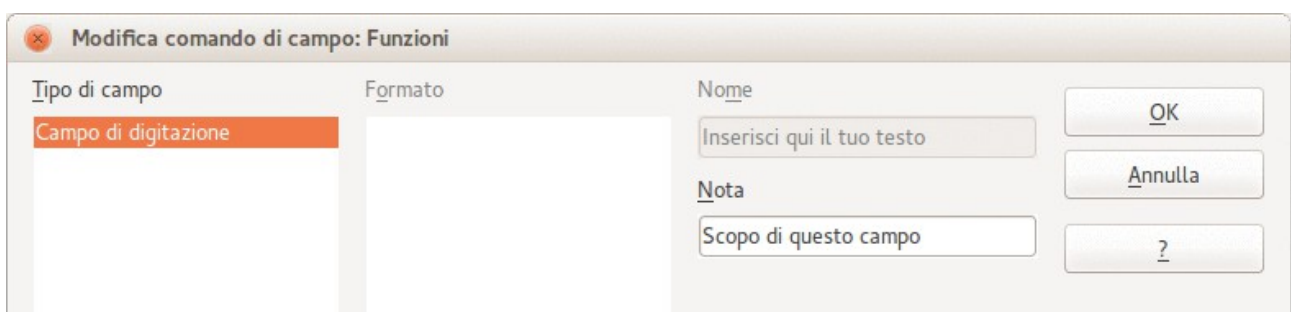 Modifica comando di campo: Funzioni
Tipo di campo
Formato
Nome
Campo di digitazione
Inserisci qui il tuo testo
Nota
Scopo di questo campo
OK
Annulla
?